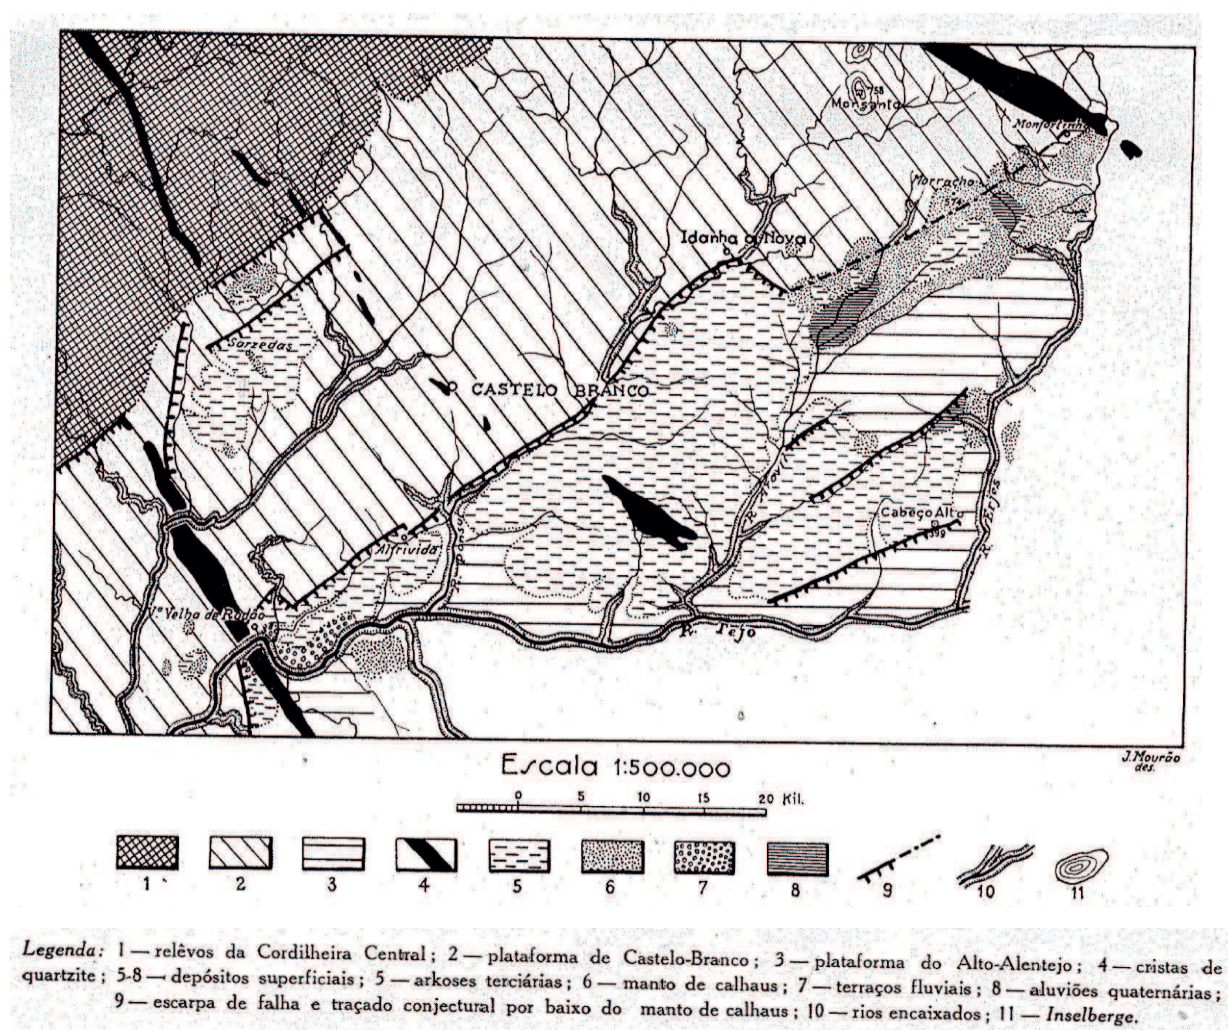 758
Monsanto
Monfortinho
Morracho
Idanha a Nova
Sarzedas
CASTELO BRANCO
Cabeço Alto
399
Alfrivida
Vª Velha de Rodão
R. Tejo
Escala 1:500.000
J. Mourão
des.
0 5 10 15 20 Kil.
1 2 3 4 5 6 7 8 9 10 11
Legenda: 1 — relêvos da Cordilheira Central; 2 — plataforma de Castelo-Branco; 3 — plataforma do Alto-Alentejo; 4 — cristas de
quartzite; 5-8 — depósitos superficiais; 5 — arkoses terciárias; 6 — manto de calhaus; 7 — terraços fluviais; 8 — aluviões quaternárias;
9 — escarpa de falha e traçado conjectural por baixo do manto de calhaus; 10 — rios encaixados; 11 — Inselberge.